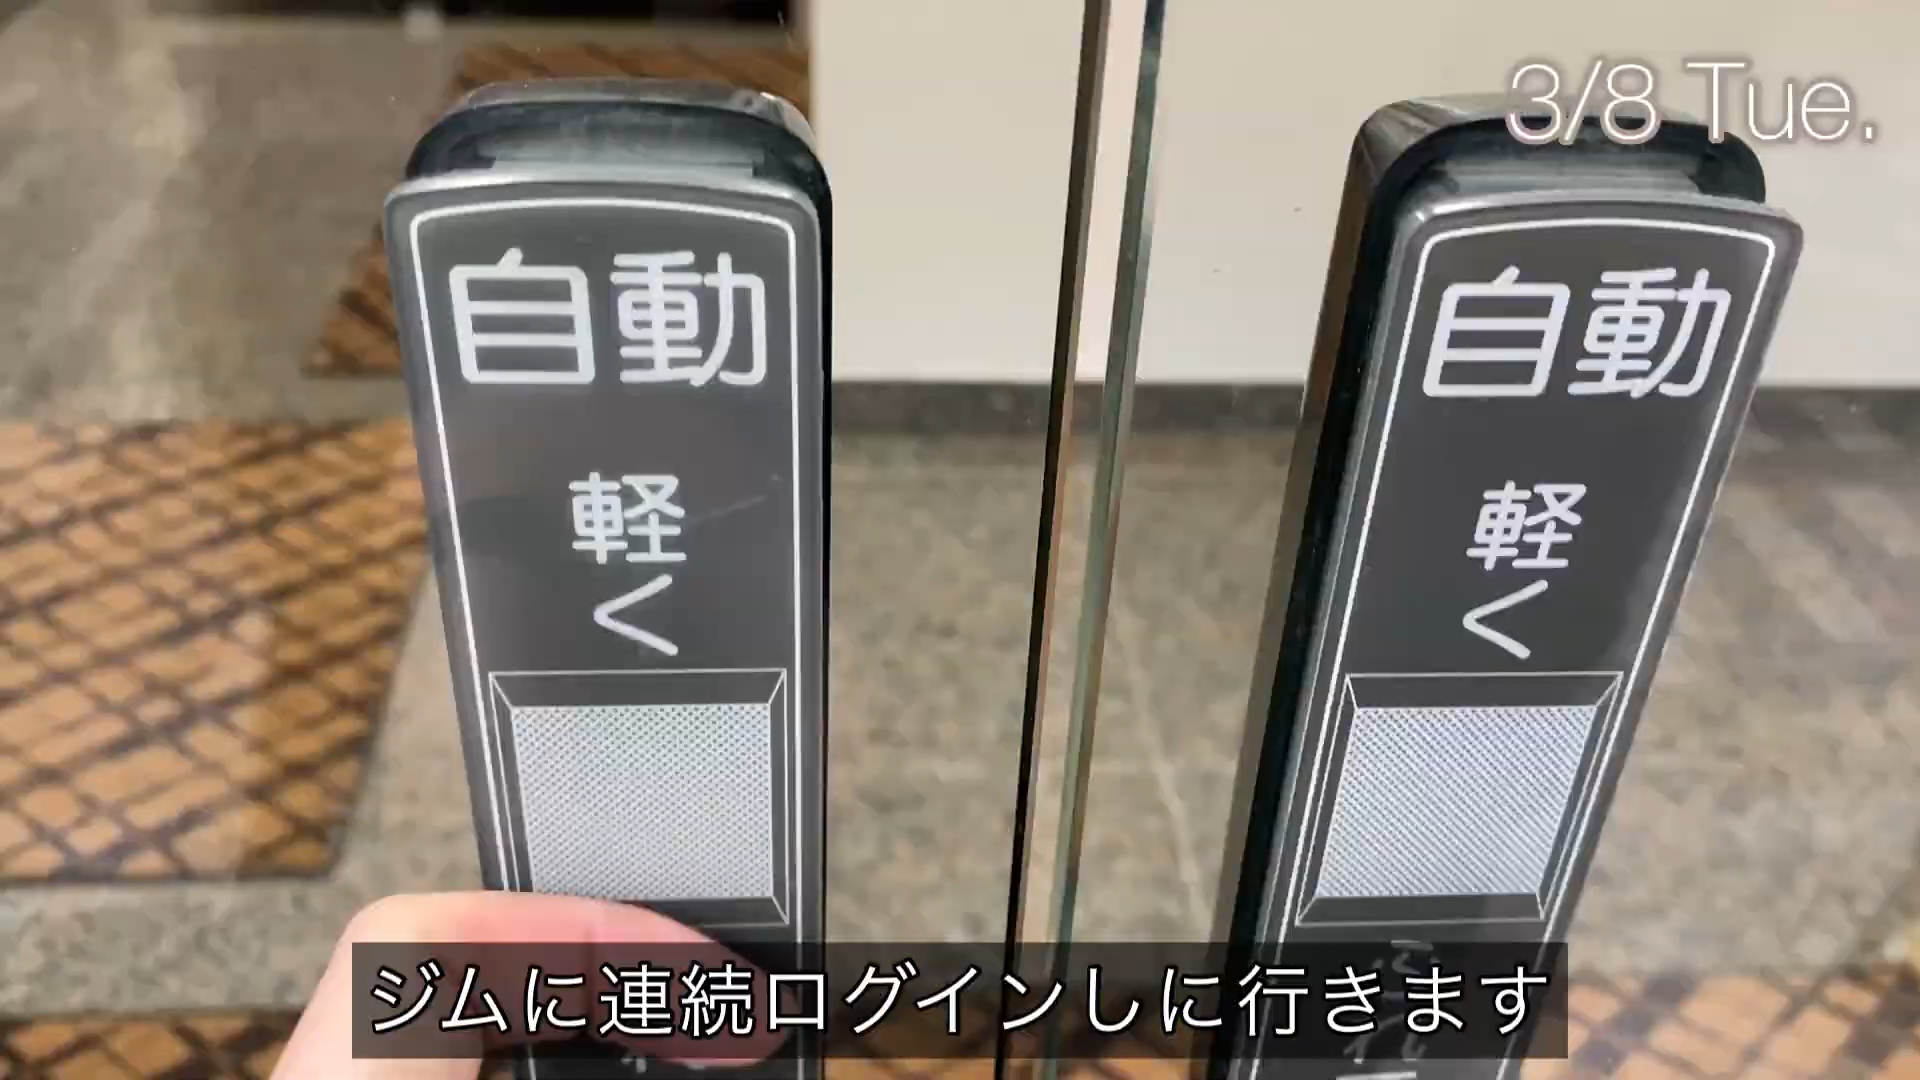 3/8 Tue.
自動
軽
く
自動
軽
く
ジムに連続ログインしに行きます